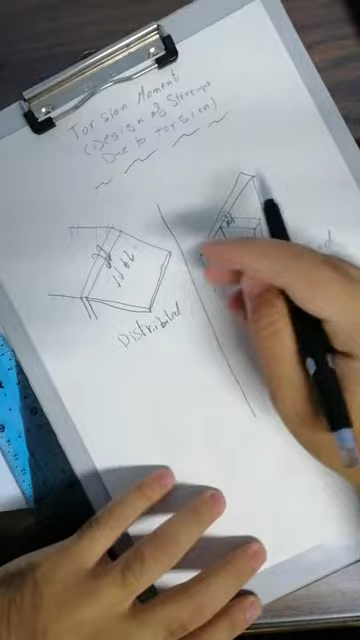 Torsion Moment
(Design of Stirrups
Due to torsion)
Distributed